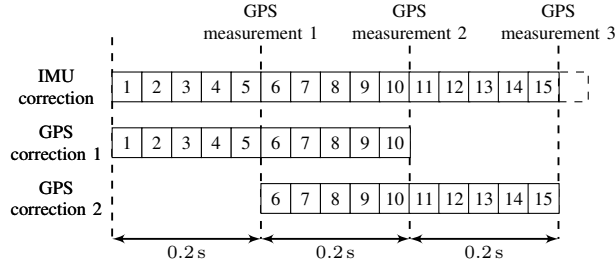 GPS measurement 1
GPS measurement 2
GPS measurement 3
IMU correction
1 2 3 4 5 6 7 8 9 10 11 12 13 14 15
GPS correction 1
1 2 3 4 5 6 7 8 9 10
GPS correction 2
6 7 8 9 10 11 12 13 14 15
0.2 s 0.2 s 0.2 s